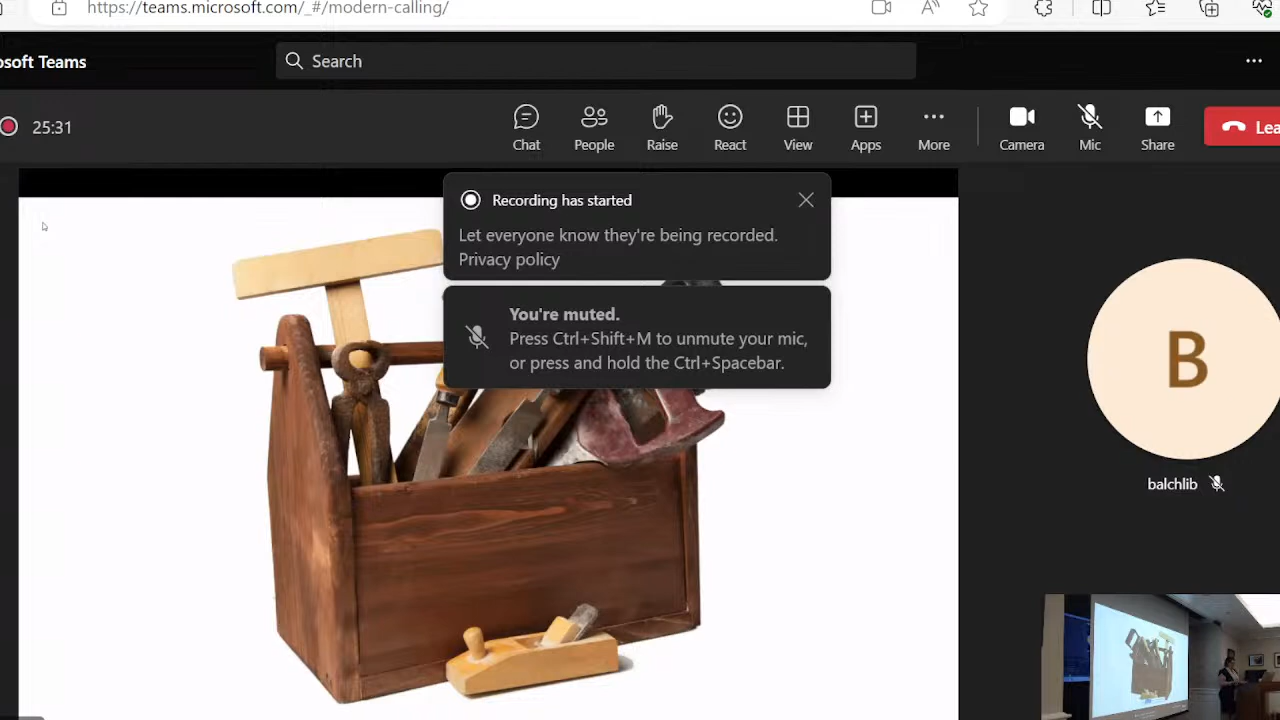 https://teams.microsoft.com/_#/modern-calling/
osoft Teams
Search
25:31
Chat
People
Raise
React
View
Apps
More
Camera
Mic
Share
Lea
Recording has started
Let everyone know they're being recorded.
Privacy policy
You're muted.
Press Ctrl+Shift+M to unmute your mic,
or press and hold the Ctrl+Spacebar.
B
balchlib